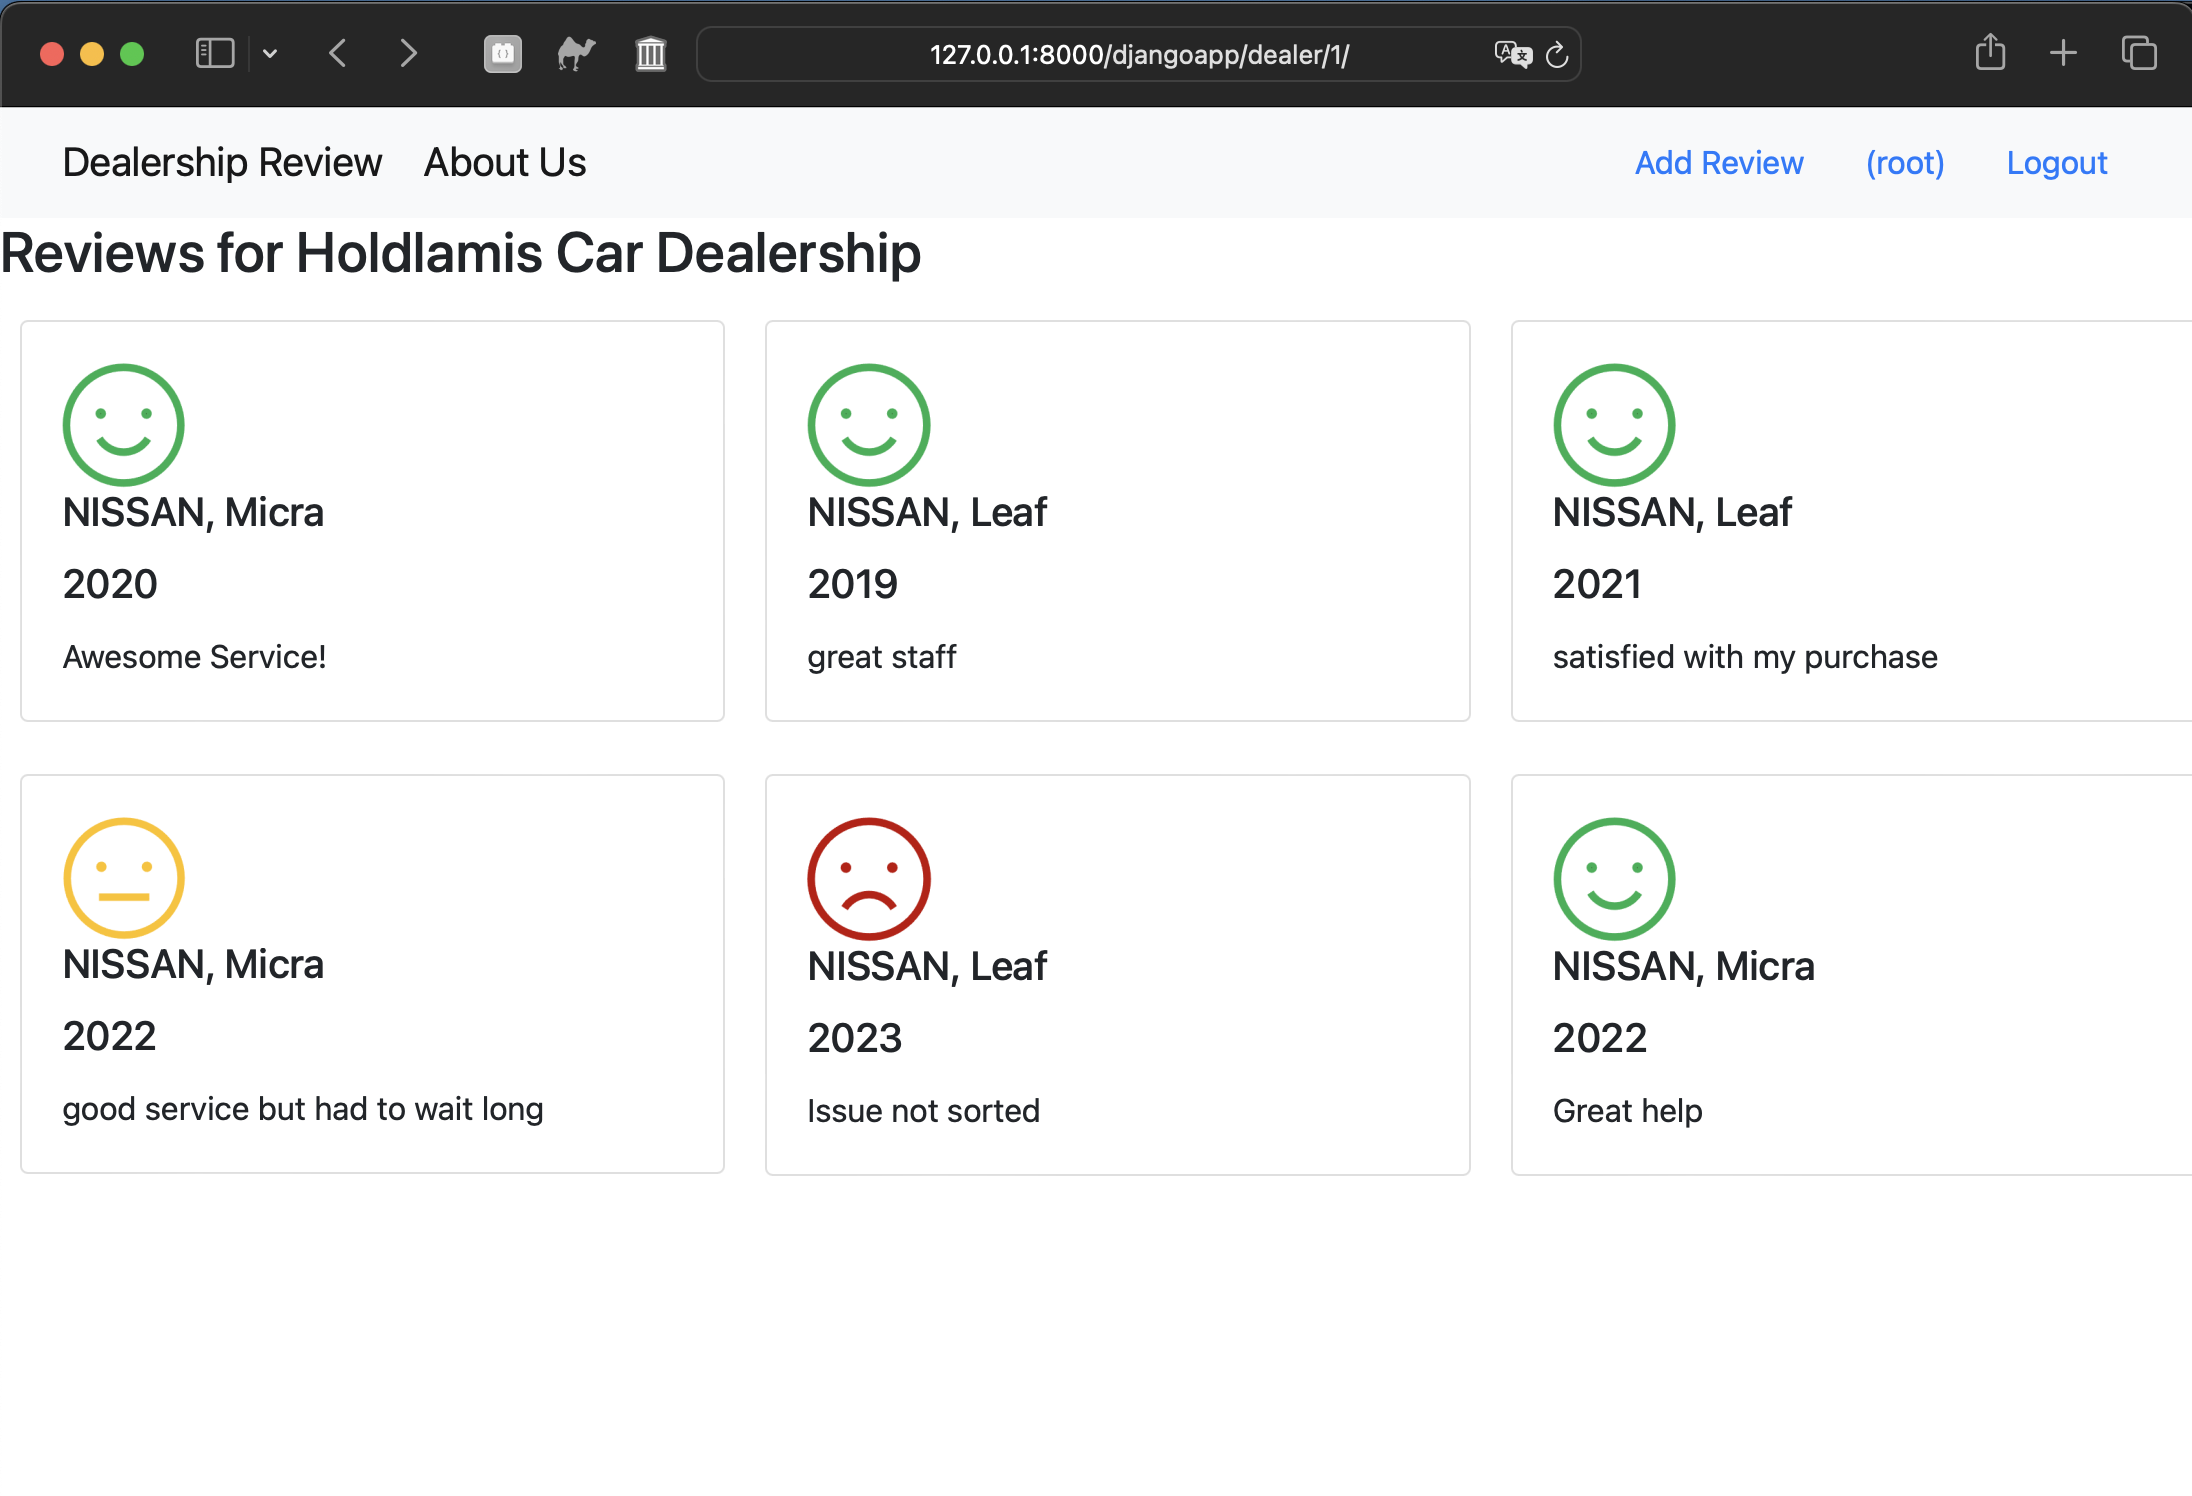 127.0.0.1:8000/djangoapp/dealer/1/
Dealership Review About Us Add Review (root) Logout
Reviews for Holdlamis Car Dealership
NISSAN, Micra
2020
Awesome Service!
NISSAN, Leaf
2019
great staff
NISSAN, Leaf
2021
satisfied with my purchase
NISSAN, Micra
2022
good service but had to wait long
NISSAN, Leaf
2023
Issue not sorted
NISSAN, Micra
2022
Great help